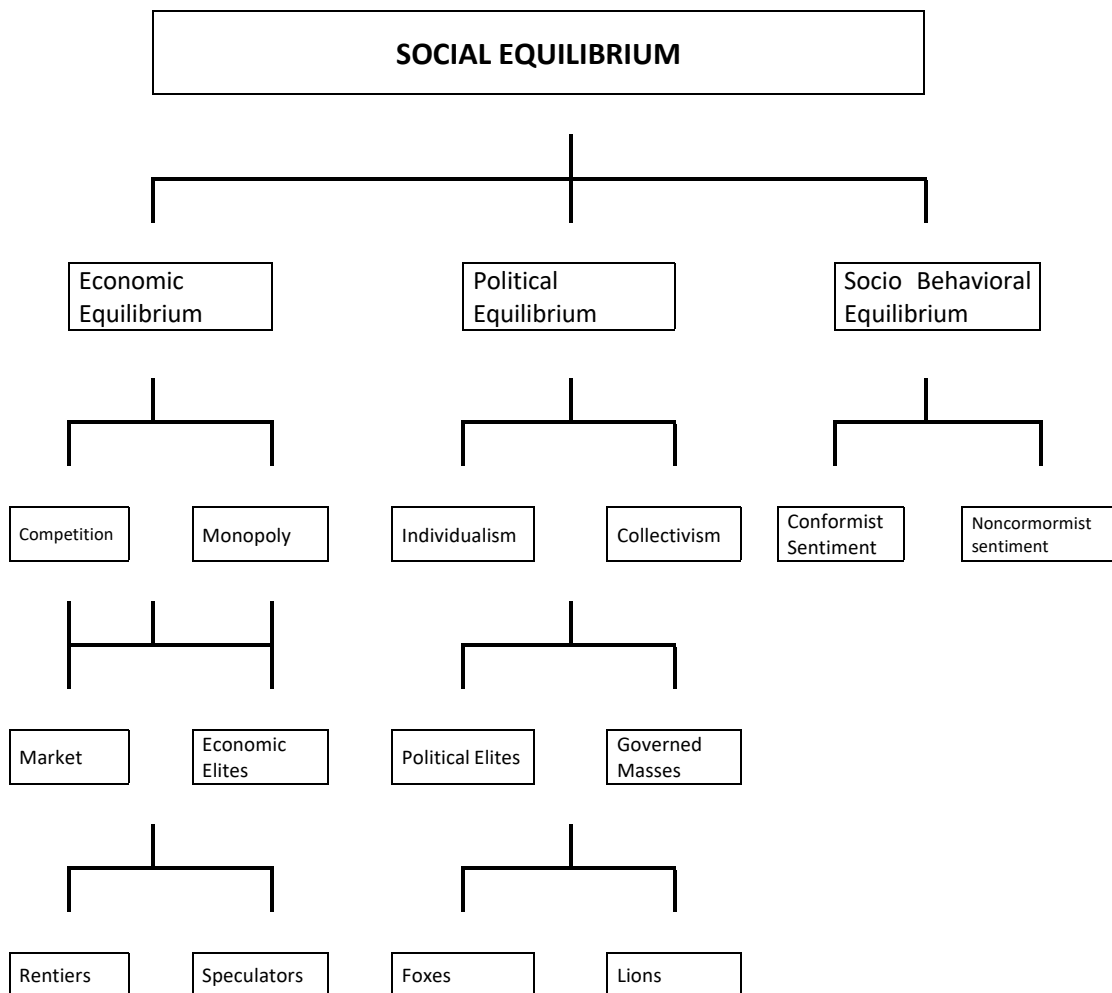 SOCIAL EQUILIBRIUM
Economic
Equilibrium
Political
Equilibrium
Socio Behavioral
Equilibrium
Competition
Monopoly
Individualism
Collectivism
Conformist
Sentiment
Noncormormist
sentiment
Market
Economic
Elites
Political Elites
Governed
Masses
Rentiers
Speculators
Foxes
Lions